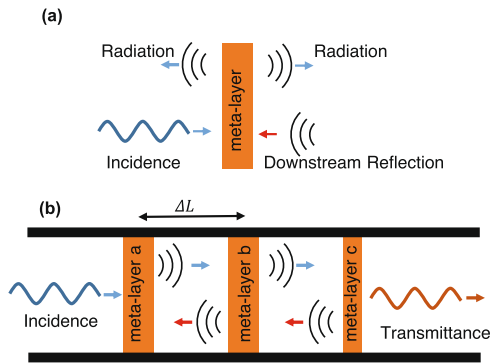 (a)
Radiation
Radiation
meta-layer
Incidence
Downstream Reflection
(b)
ΔL
meta-layer a
meta-layer b
meta-layer c
Incidence
Transmittance